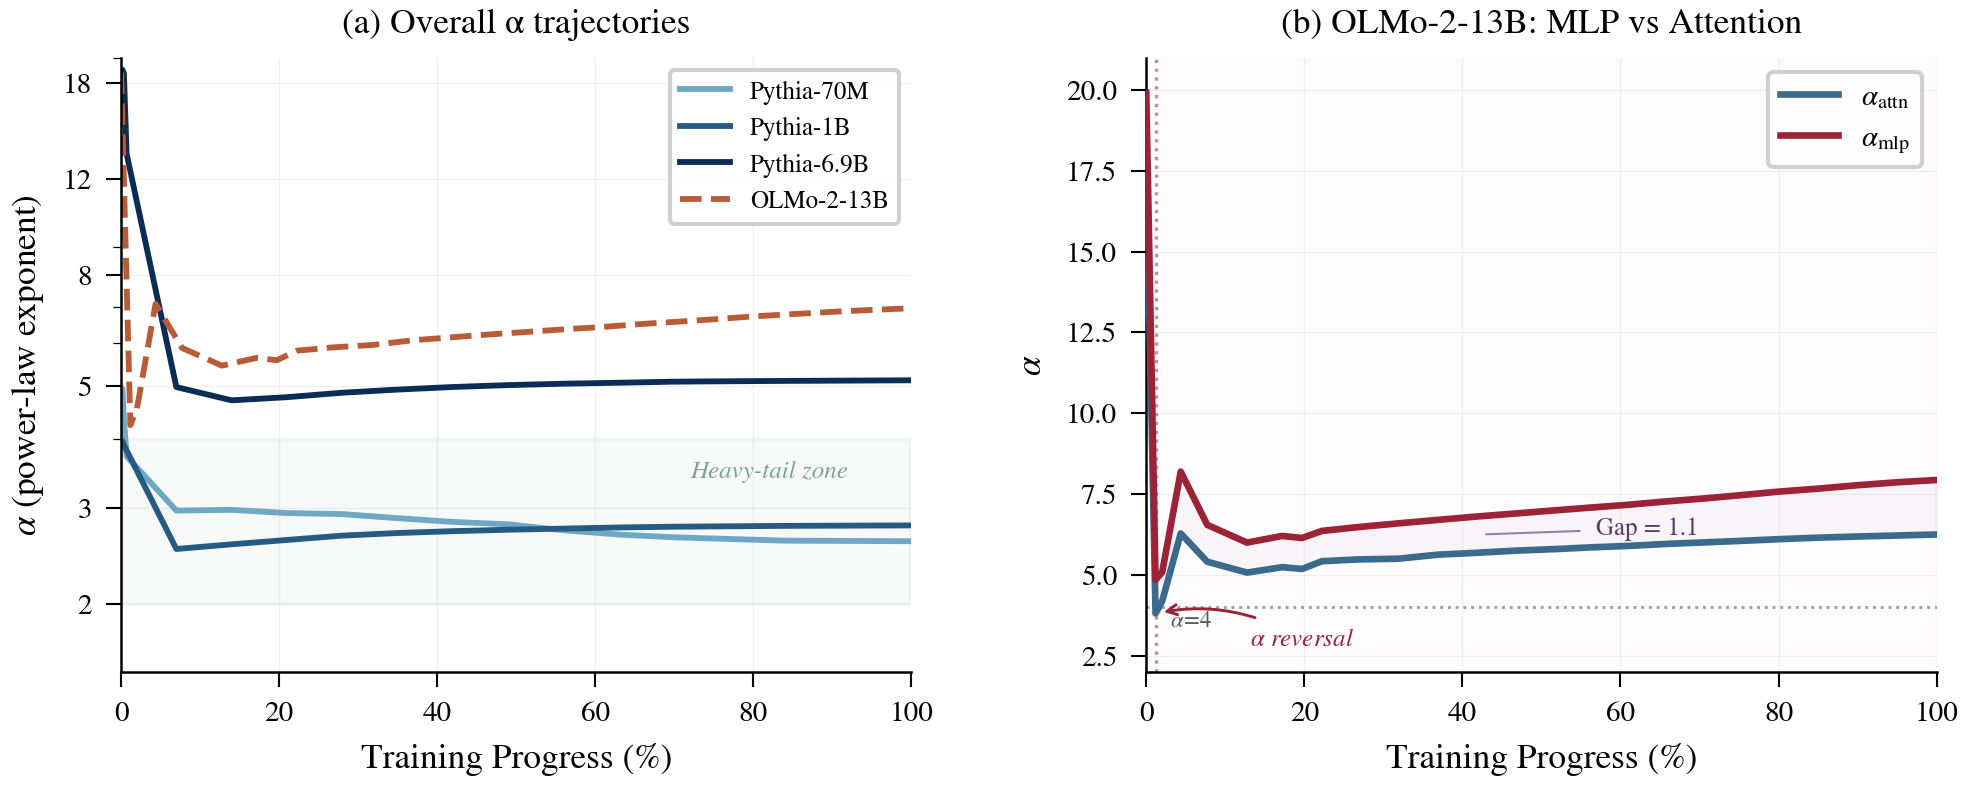 (a) Overall α trajectories
α (power-law exponent)
18
12
8
5
3
2
Pythia-70M
Pythia-1B
Pythia-6.9B
OLMo-2-13B
Heavy-tail zone
0
20
40
60
80
100
Training Progress (%)
(b) OLMo-2-13B: MLP vs Attention
α
20.0
17.5
15.0
12.5
10.0
7.5
5.0
2.5
α_attn
α_mlp
Gap = 1.1
α=4
α reversal
0
20
40
60
80
100
Training Progress (%)